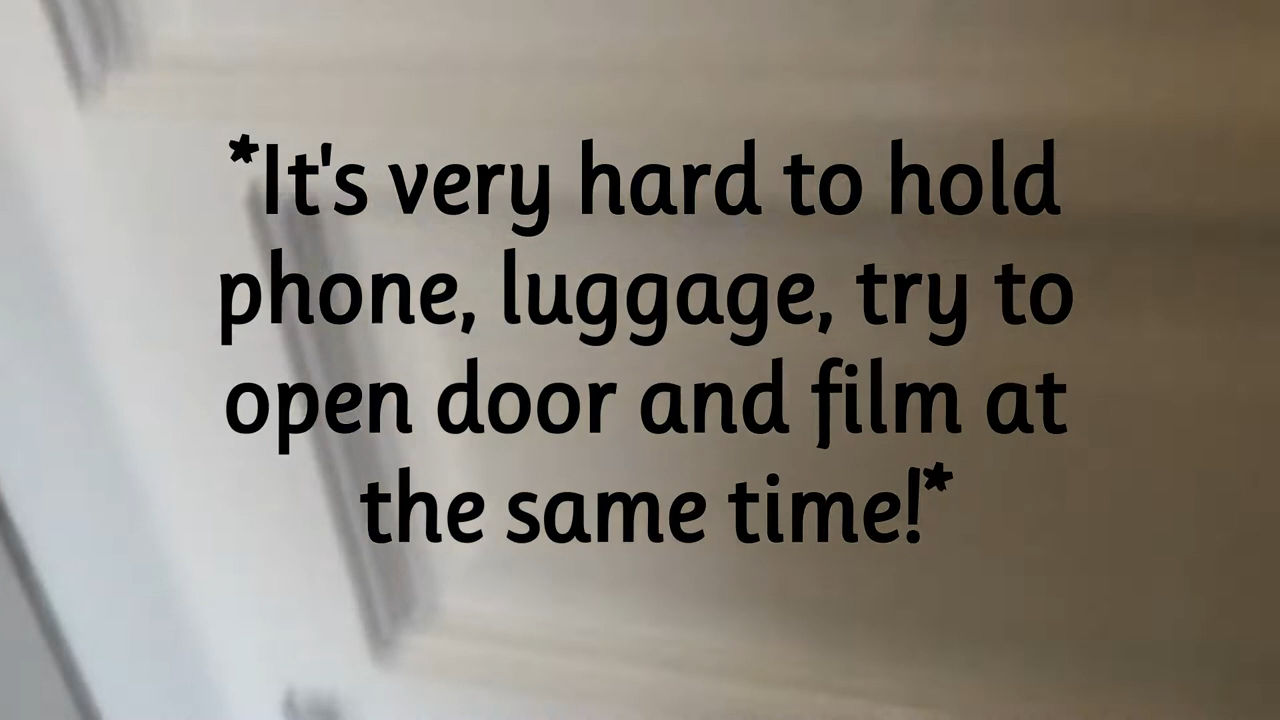 *It's very hard to hold
phone, luggage, try to
open door and film at
the same time!*